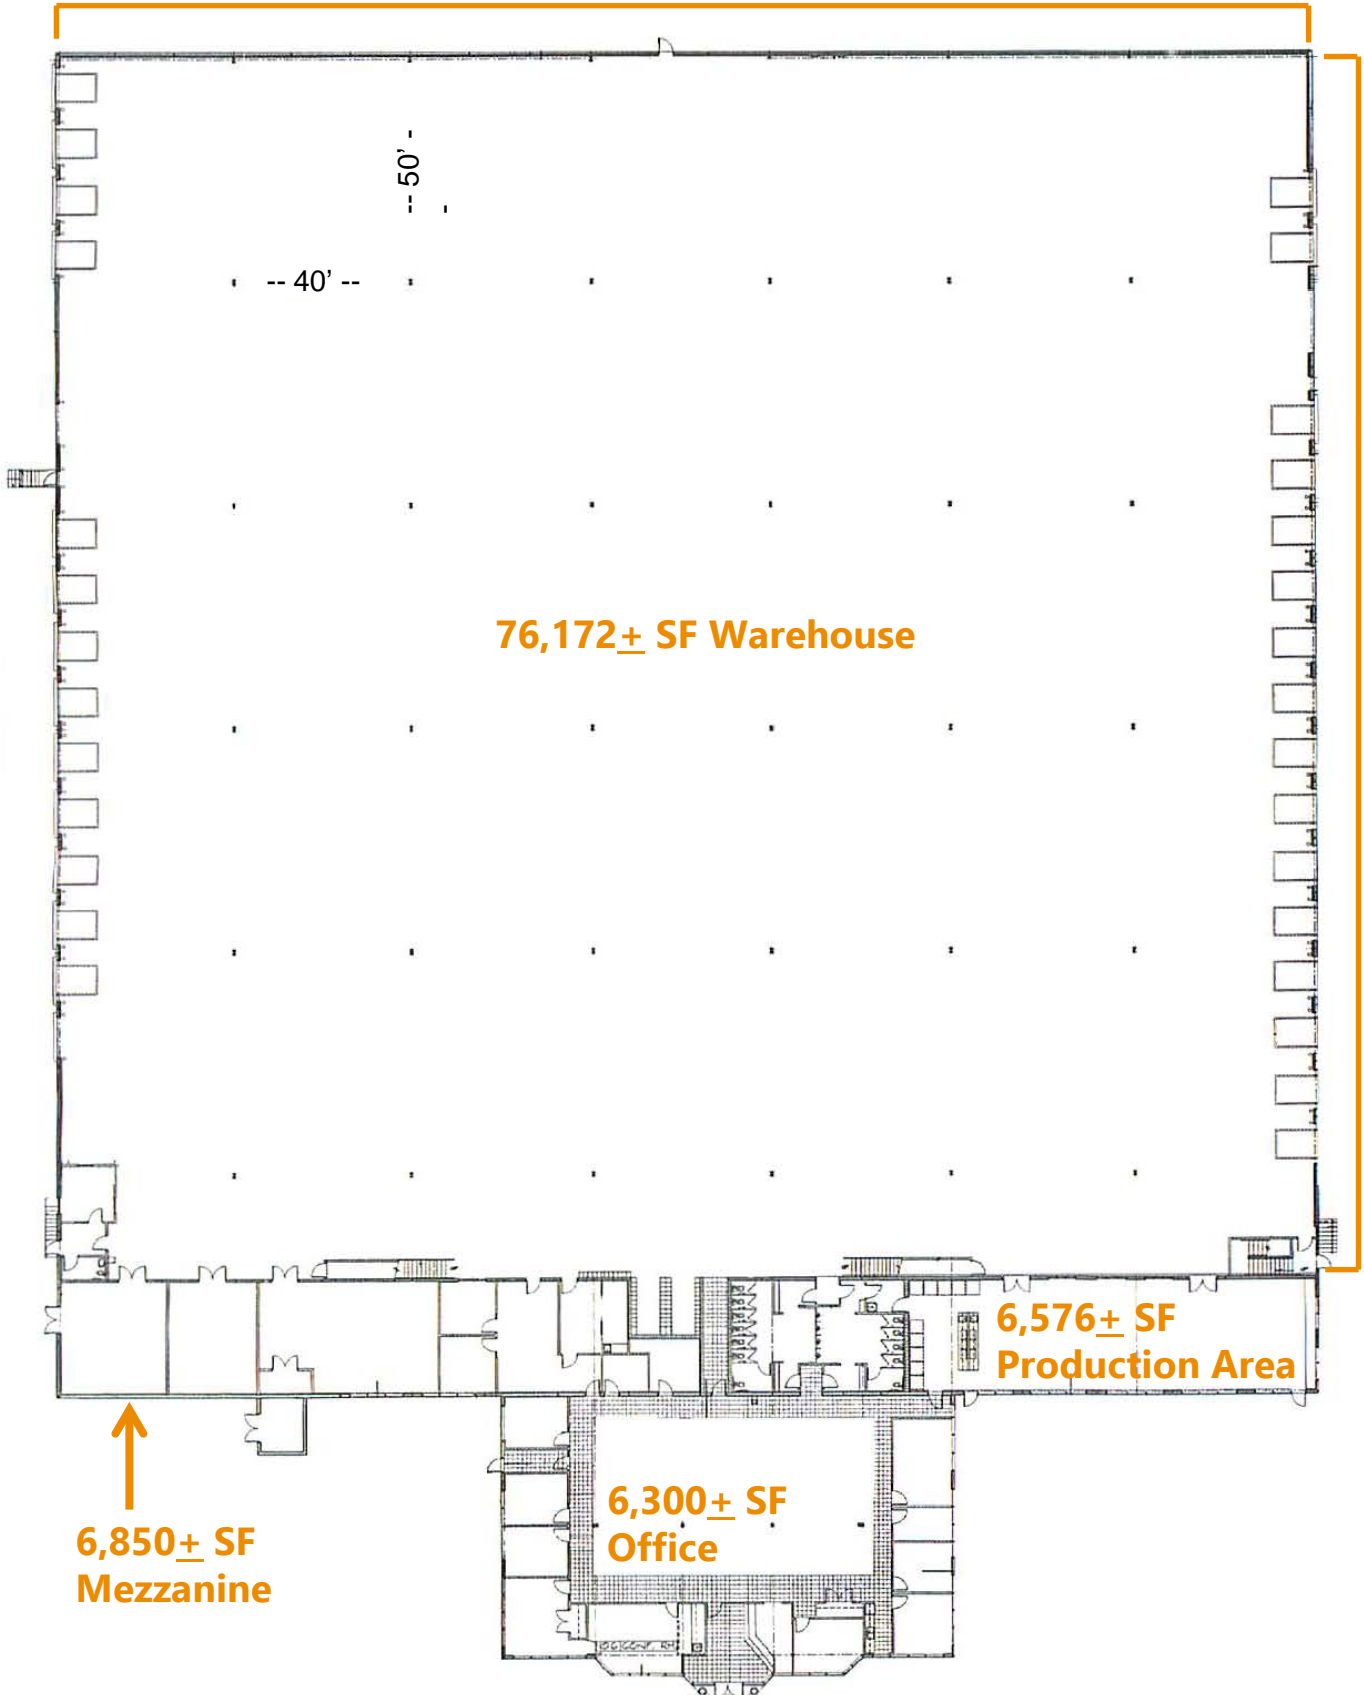 -- 50’ -
-
-- 40’ --
76,172+ SF Warehouse
6,576+ SF
Production Area
6,300+ SF
Office
6,850+ SF
Mezzanine